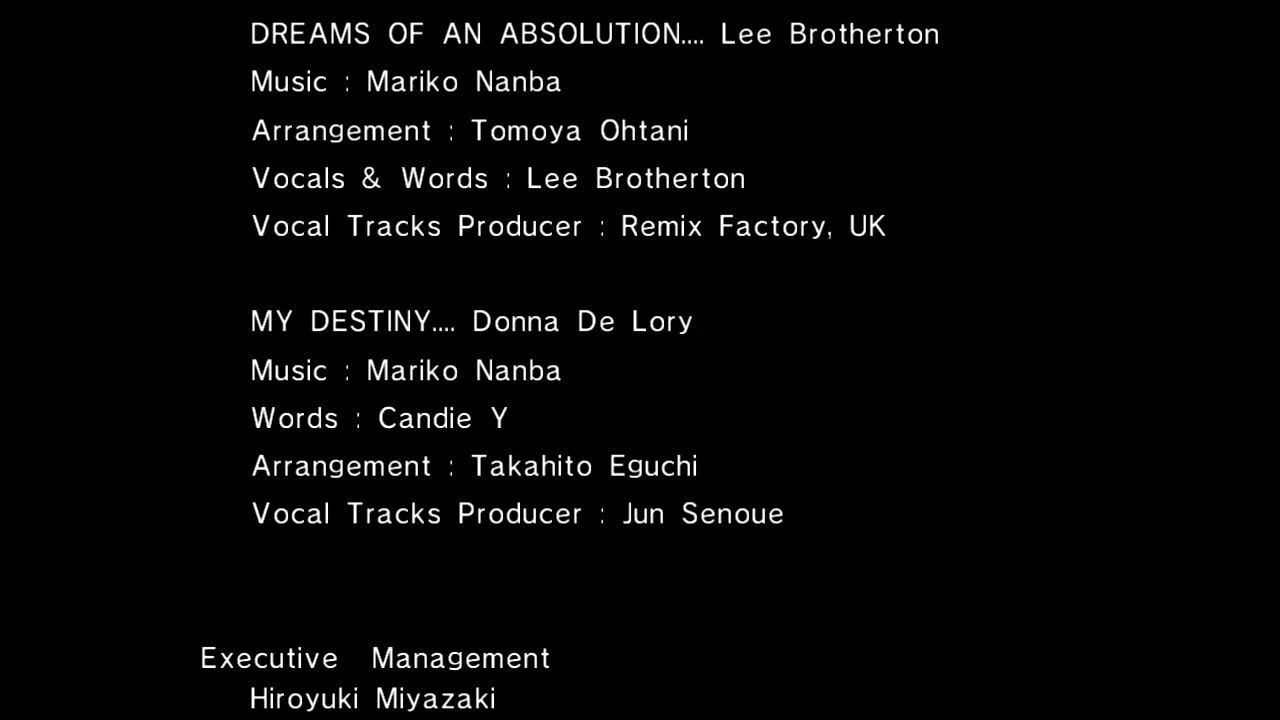 DREAMS OF AN ABSOLUTION.... Lee Brotherton
Music : Mariko Nanba
Arrangement : Tomoya Ohtani
Vocals & Words : Lee Brotherton
Vocal Tracks Producer : Remix Factory, UK
MY DESTINY.... Donna De Lory
Music : Mariko Nanba
Words : Candie Y
Arrangement : Takahito Eguchi
Vocal Tracks Producer : Jun Senoue
Executive Management
Hiroyuki Miyazaki